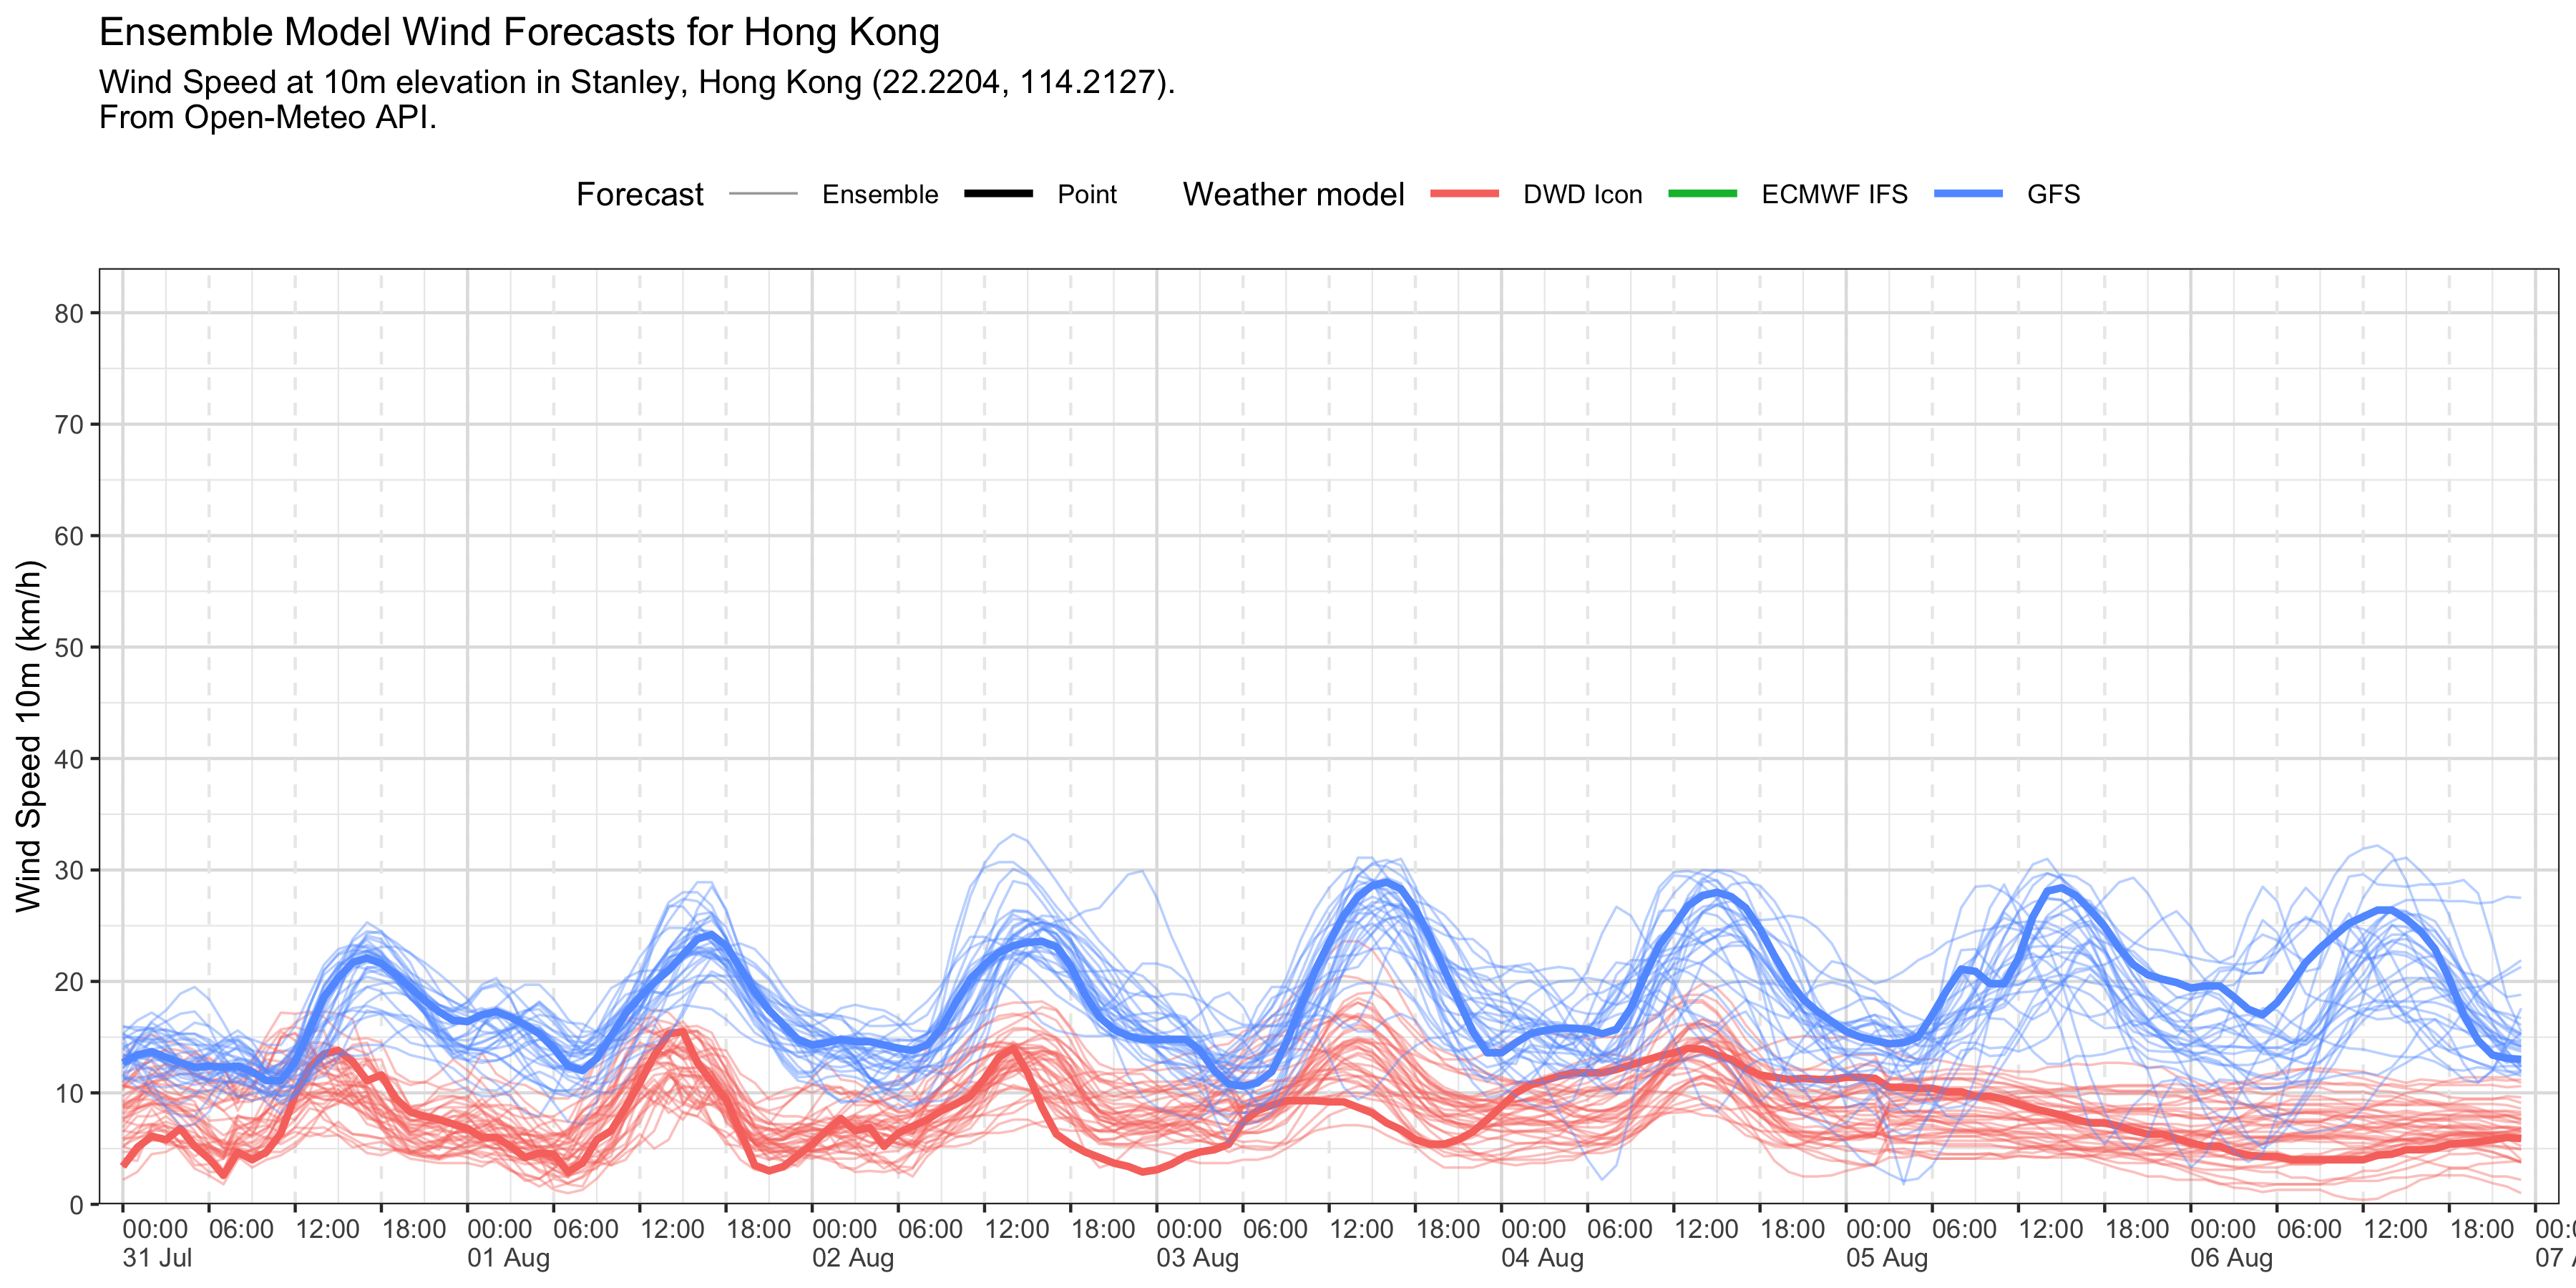 Ensemble Model Wind Forecasts for Hong Kong
Wind Speed at 10m elevation in Stanley, Hong Kong (22.2204, 114.2127).
From Open-Meteo API.
Forecast Ensemble Point Weather model DWD Icon ECMWF IFS GFS
80
70
60
50
40
30
20
10
0
Wind Speed 10m (km/h)
00:00 06:00 12:00 18:00 00:00 06:00 12:00 18:00 00:00 06:00 12:00 18:00 00:00 06:00 12:00 18:00 00:00 06:00 12:00 18:00 00:00 06:00 12:00 18:00 00:00 06:00 12:00 18:00
31 Jul 01 Aug 02 Aug 03 Aug 04 Aug 05 Aug 06 Aug 07